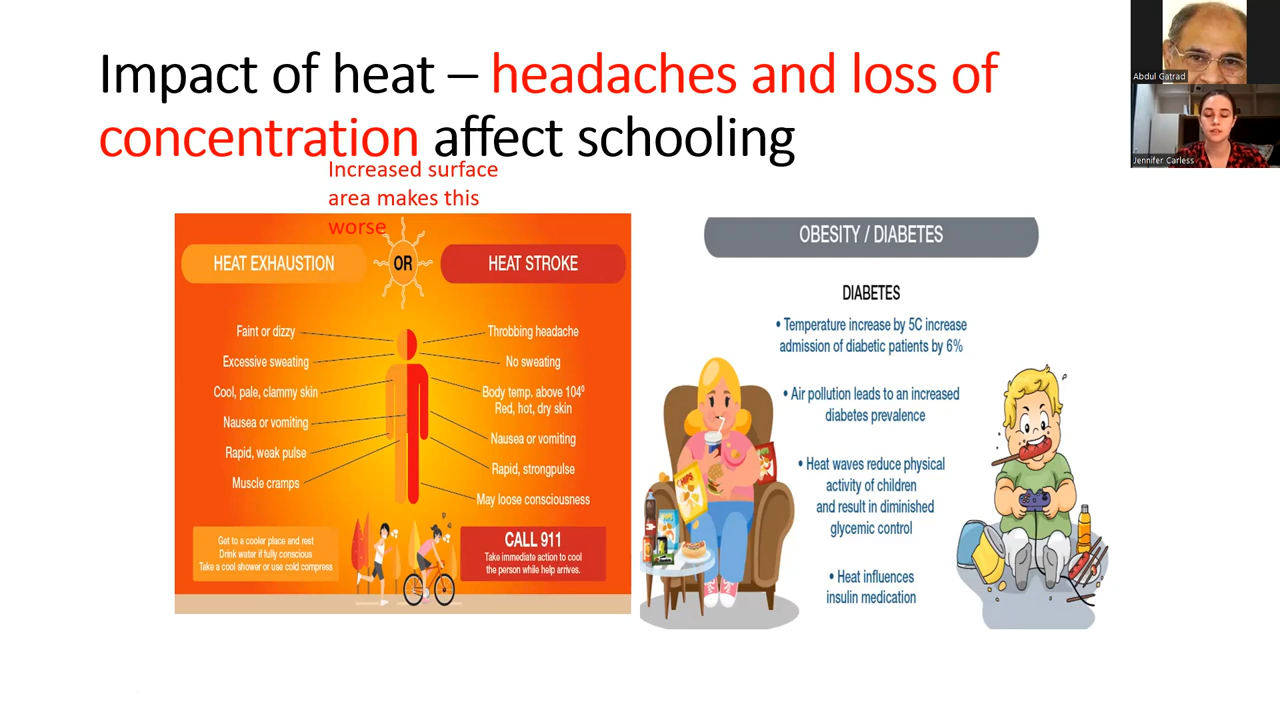 Impact of heat – headaches and loss of
concentration affect schooling
Increased surface
area makes this
worse
HEAT EXHAUSTION
OR
HEAT STROKE
Faint or dizzy
Excessive sweating
Cool, pale, clammy skin
Nausea or vomiting
Rapid, weak pulse
Muscle cramps
Throbbing headache
No sweating
Body temp. above 104⁰
Red, hot, dry skin
Nausea or vomiting
Rapid, strongpulse
May loose consciousness
Get to a cooler place and rest
Drink water if fully conscious
Take a cool shower or use cold compress
CALL 911
Take immediate action to cool
the person while help arrives.
OBESITY / DIABETES
DIABETES
• Temperature increase by 5C increase
admission of diabetic patients by 6%
• Air pollution leads to an increased
diabetes prevalence
• Heat waves reduce physical
activity of children
and result in diminished
glycemic control
• Heat influences
insulin medication
CHIPS
Abdul Gatrad
Jennifer Carless